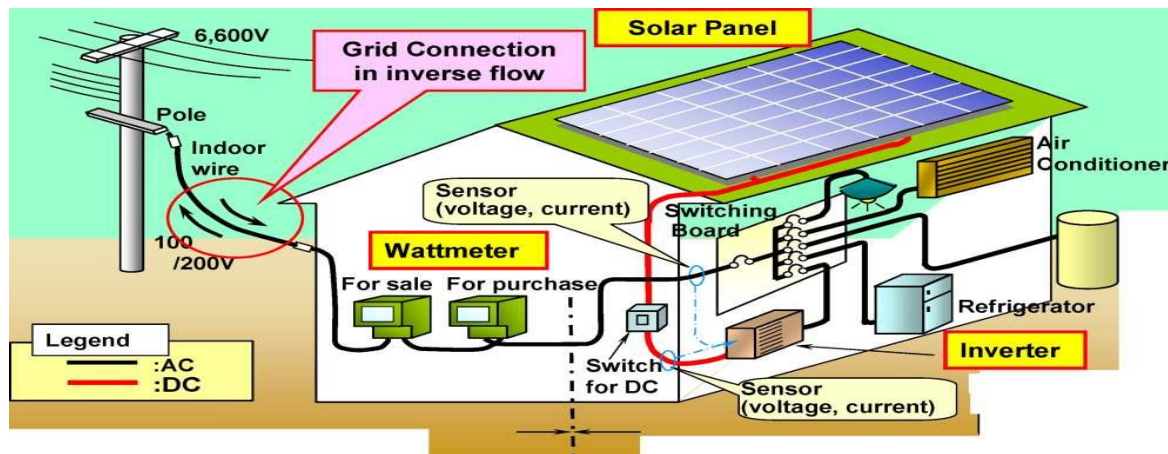 6,600V
Grid Connection
in inverse flow
Solar Panel
Pole
Indoor
wire
100
/200V
Sensor
(voltage, current)
Switching
Board
Air
Conditioner
Wattmeter
For sale
For purchase
Refrigerator
Inverter
Switch
for DC
Sensor
(voltage, current)
Legend
:AC
:DC